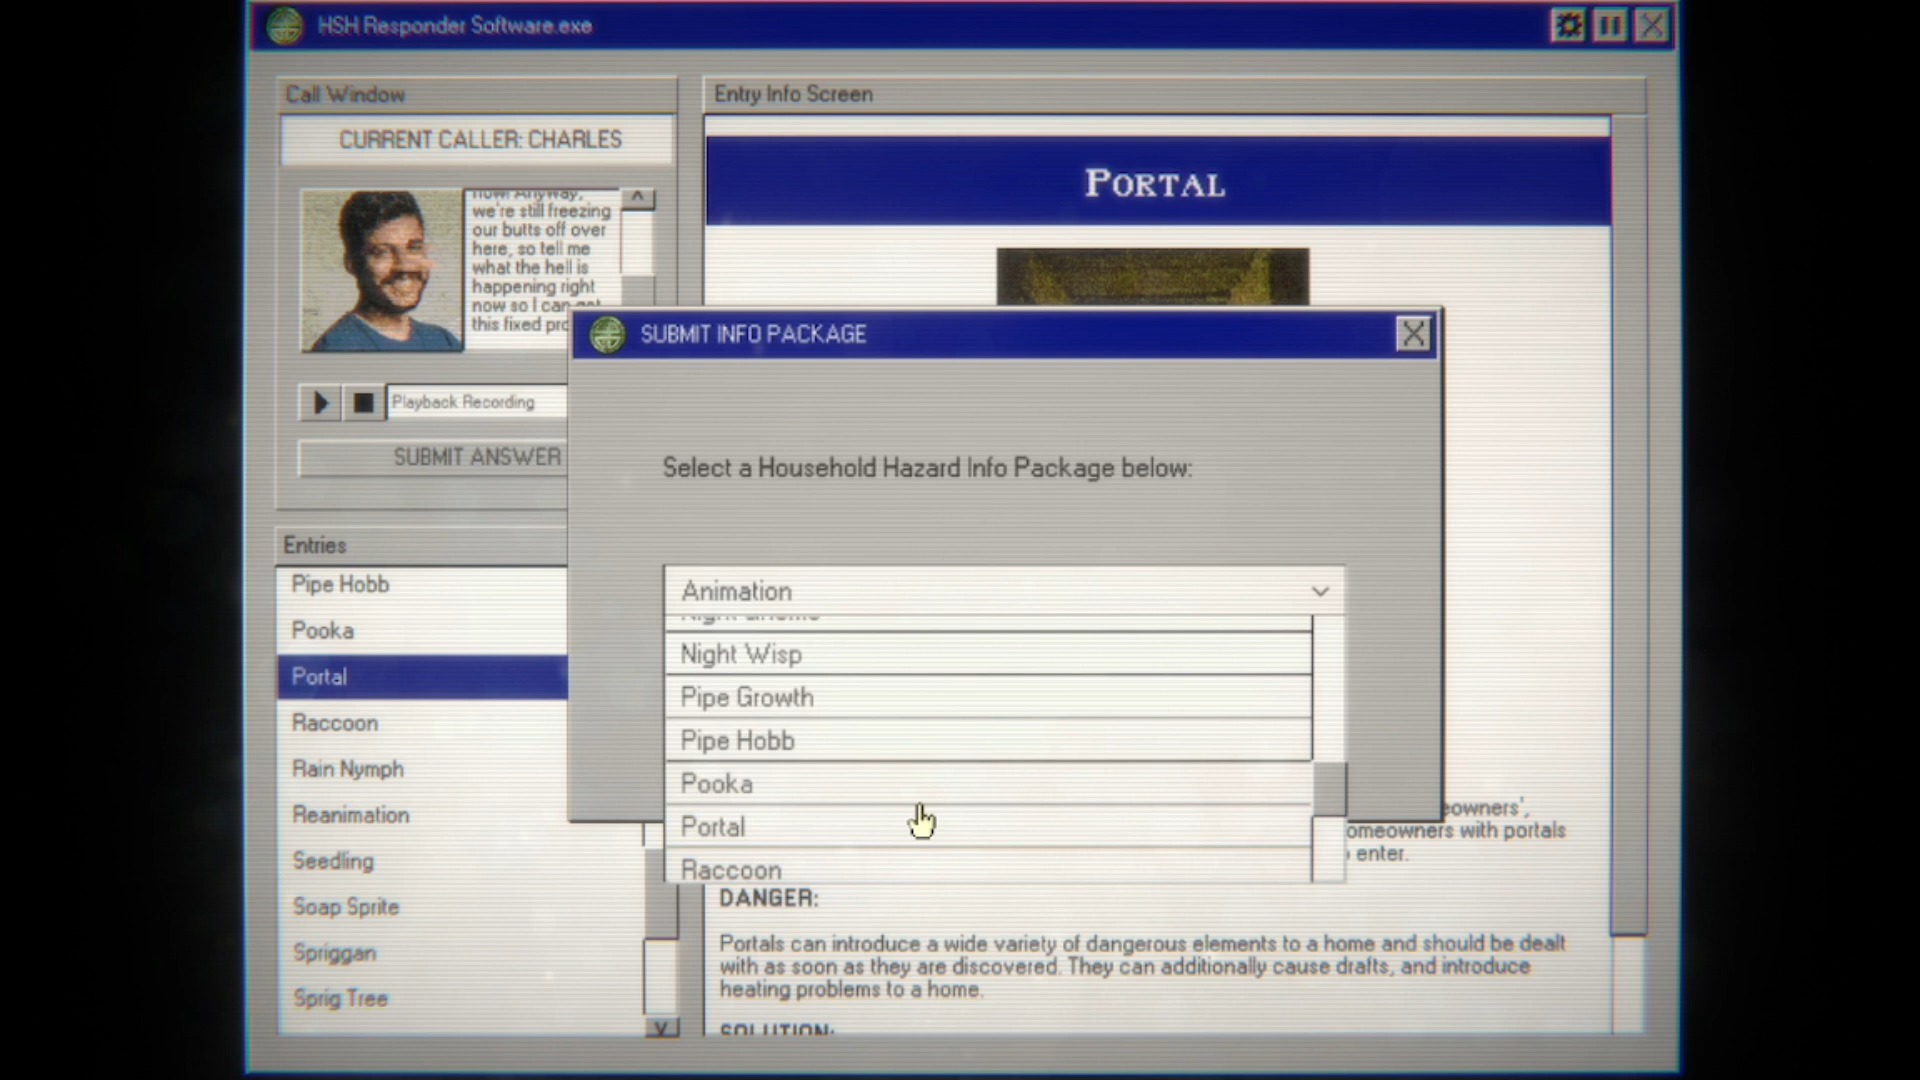 HSH Responder Software.exe
Call Window
CURRENT CALLER: CHARLES
now! Anyway,
we're still freezing
our butts off over
here, so tell me
what the hell is
happening right
now so I can get
this fixed
Playback Recording
SUBMIT ANSWER
Entries
Pipe Hobb
Pooka
Portal
Raccoon
Rain Nymph
Reanimation
Seedling
Soap Sprite
Spriggan
Sprig Tree
Entry Info Screen
PORTAL
SUBMIT INFO PACKAGE
Select a Household Hazard Info Package below:
Animation
Night Wisp
Pipe Growth
Pipe Hobb
Pooka
Portal
Raccoon
omeowners with portals
enter.
DANGER:
Portals can introduce a wide variety of dangerous elements to a home and should be dealt
with as soon as they are discovered. They can additionally cause drafts, and introduce
heating problems to a home.
SOLUTION: